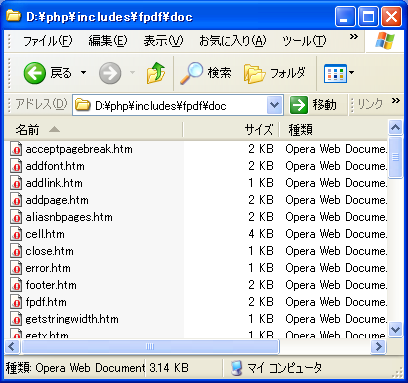 D:¥php¥includes¥fpdf¥doc
ファイル(F) 編集(E) 表示(V) お気に入り(A) ツール(T) »
戻る 検索 フォルダ
アドレス(D) D:¥php¥includes¥fpdf¥doc 移動 リンク »
名前 サイズ 種類
acceptpagebreak.htm 2 KB Opera Web Docume...
addfont.htm 2 KB Opera Web Docume...
addlink.htm 1 KB Opera Web Docume...
addpage.htm 2 KB Opera Web Docume...
aliasnbpages.htm 2 KB Opera Web Docume...
cell.htm 4 KB Opera Web Docume...
close.htm 1 KB Opera Web Docume...
error.htm 1 KB Opera Web Docume...
footer.htm 2 KB Opera Web Docume...
fpdf.htm 2 KB Opera Web Docume...
getstringwidth.htm 1 KB Opera Web Docume...
getx.htm 1 KB Opera Web Docume...
種類: Opera Web Document 3.14 KB マイ コンピュータ